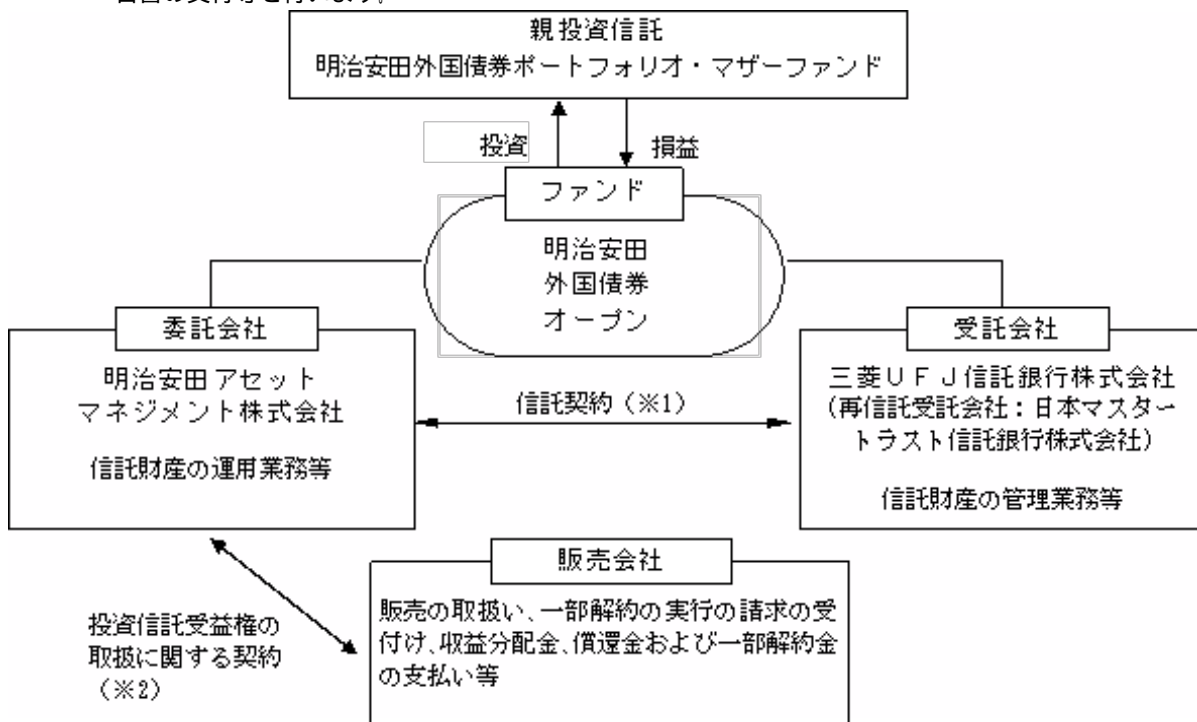 親投資信託
明治安田外国債券ポートフォリオ・マザーファンド
投資
損益
ファンド
明治安田
外国債券
オープン
委託会社
明治安田アセット
マネジメント株式会社
信託財産の運用業務等
信託契約（※1）
受託会社
三菱ＵＦＪ信託銀行株式会社
(再信託受託会社：日本マスター
トラスト信託銀行株式会社)
信託財産の管理業務等
販売会社
販売の取扱い、一部解約の実行の請求の受
付け、収益分配金、償還金および一部解約金
の支払い等
投資信託受益権の
取扱に関する契約
（※2）